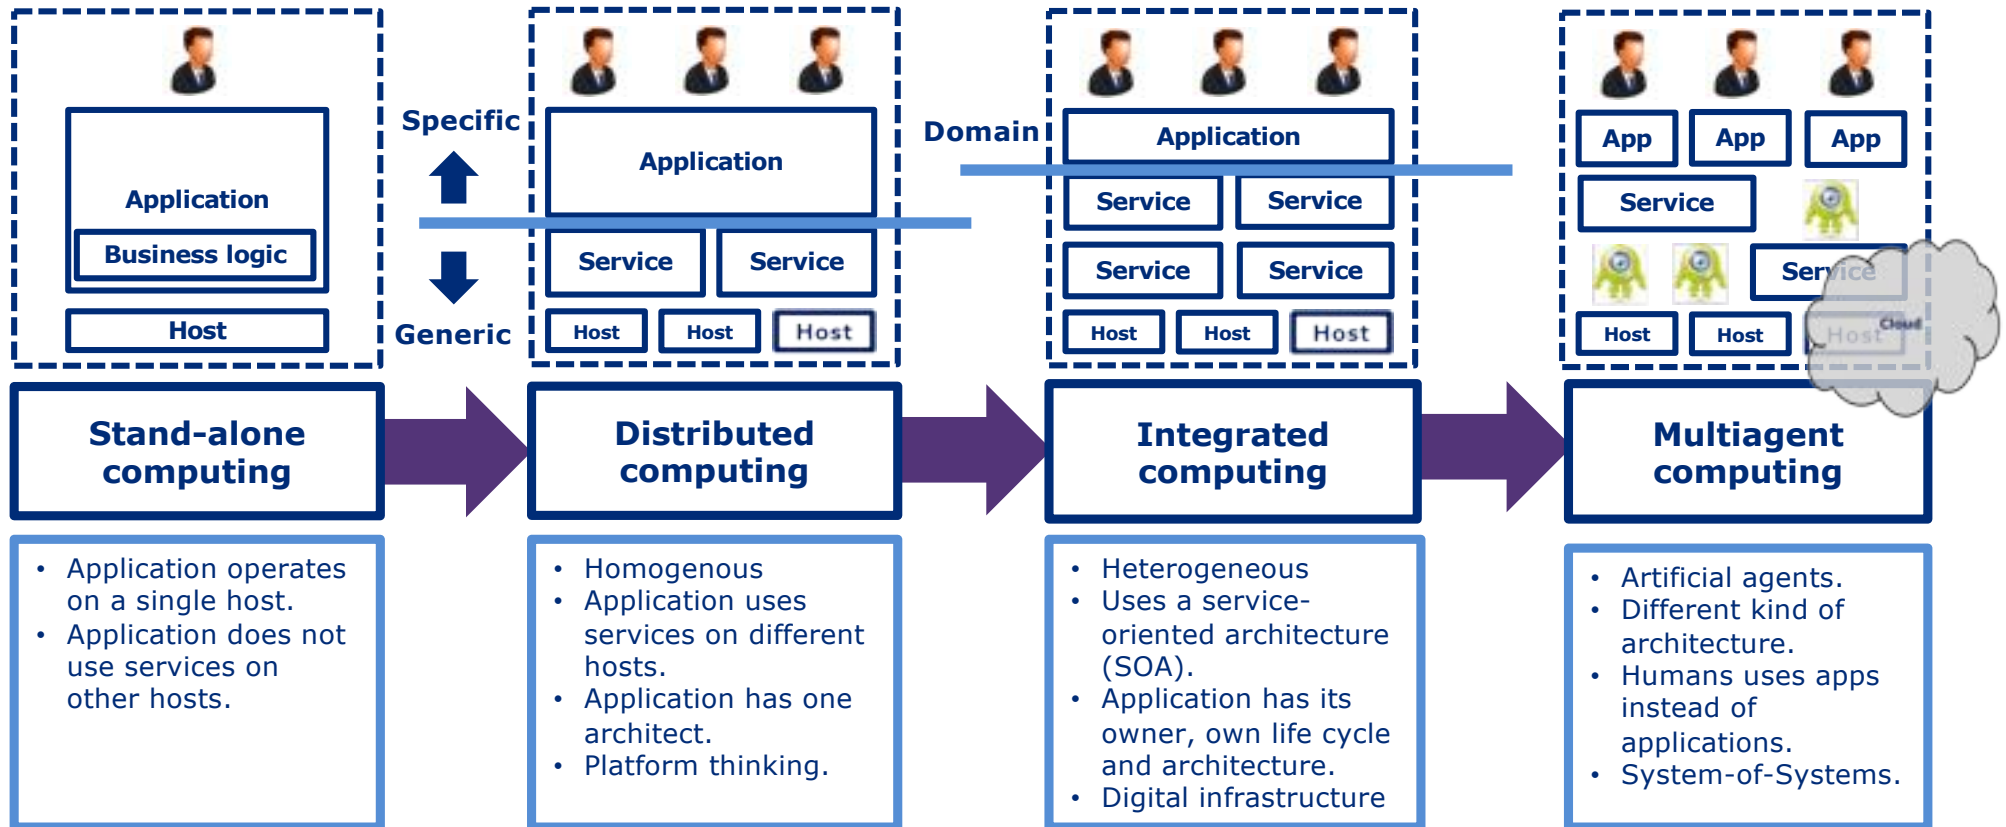 Application
Business logic
Host
Specific
Generic
Application
Service
Service
Host
Host
Host
Domain
Application
Service
Service
Service
Service
Host
Host
Host
App
App
App
Service
Service
Host
Host
Host
Cloud
Stand-alone
computing
Distributed
computing
Integrated
computing
Multiagent
computing
• Application operates
on a single host.
• Application does not
use services on
other hosts.
• Homogenous
• Application uses
services on different
hosts.
• Application has one
architect.
• Platform thinking.
• Heterogeneous
• Uses a service-
oriented architecture
(SOA).
• Application has its
owner, own life cycle
and architecture.
• Digital infrastructure
• Artificial agents.
• Different kind of
architecture.
• Humans uses apps
instead of
applications.
• System-of-Systems.